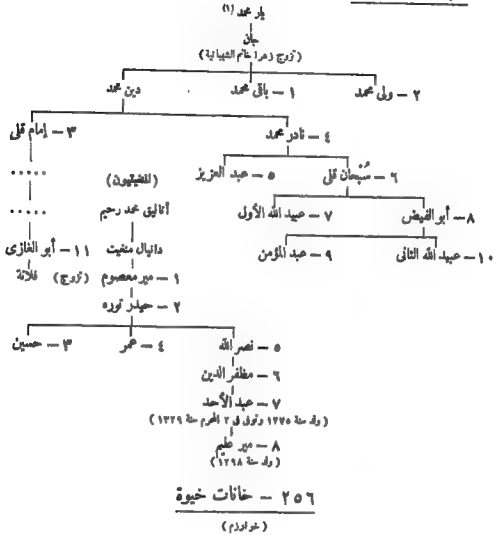 يار محمد (١)
جان
(تزوج زهرا خانم الشيبانية)
٢ — ولى محمد    ١ — باقى محمد    دين محمد
٤ — نادر محمد    ٣ — إمام قلى
٦ — سُبْحان قلى    ٥ — عبد العزيز    (المنغيتيون)    .....
٨ — أبو الفيض    ٧ — عبيد الله الأول    أتاليق محمد رحيم    .....
١٠ — عبيد الله الثانى    ٩ — عبد المؤمن    دانيال منغيت    ١١ — أبو الغازى
١ — مير معصوم    (تزوج)    فلانة
٢ — حيدر توره
٥ — نصر الله    ٤ — عمر    ٣ — حسين
٦ — مظفر الدين
٧ — عبد الأحد
(ولد سنة ١٢٧٥ وتوفى فى ٢ المحرم سنة ١٣٢٩)
٨ — مير عليم
(ولد سنة ١٢٩٨)
٢٥٦ — خانات خيوة
(خوارزم)